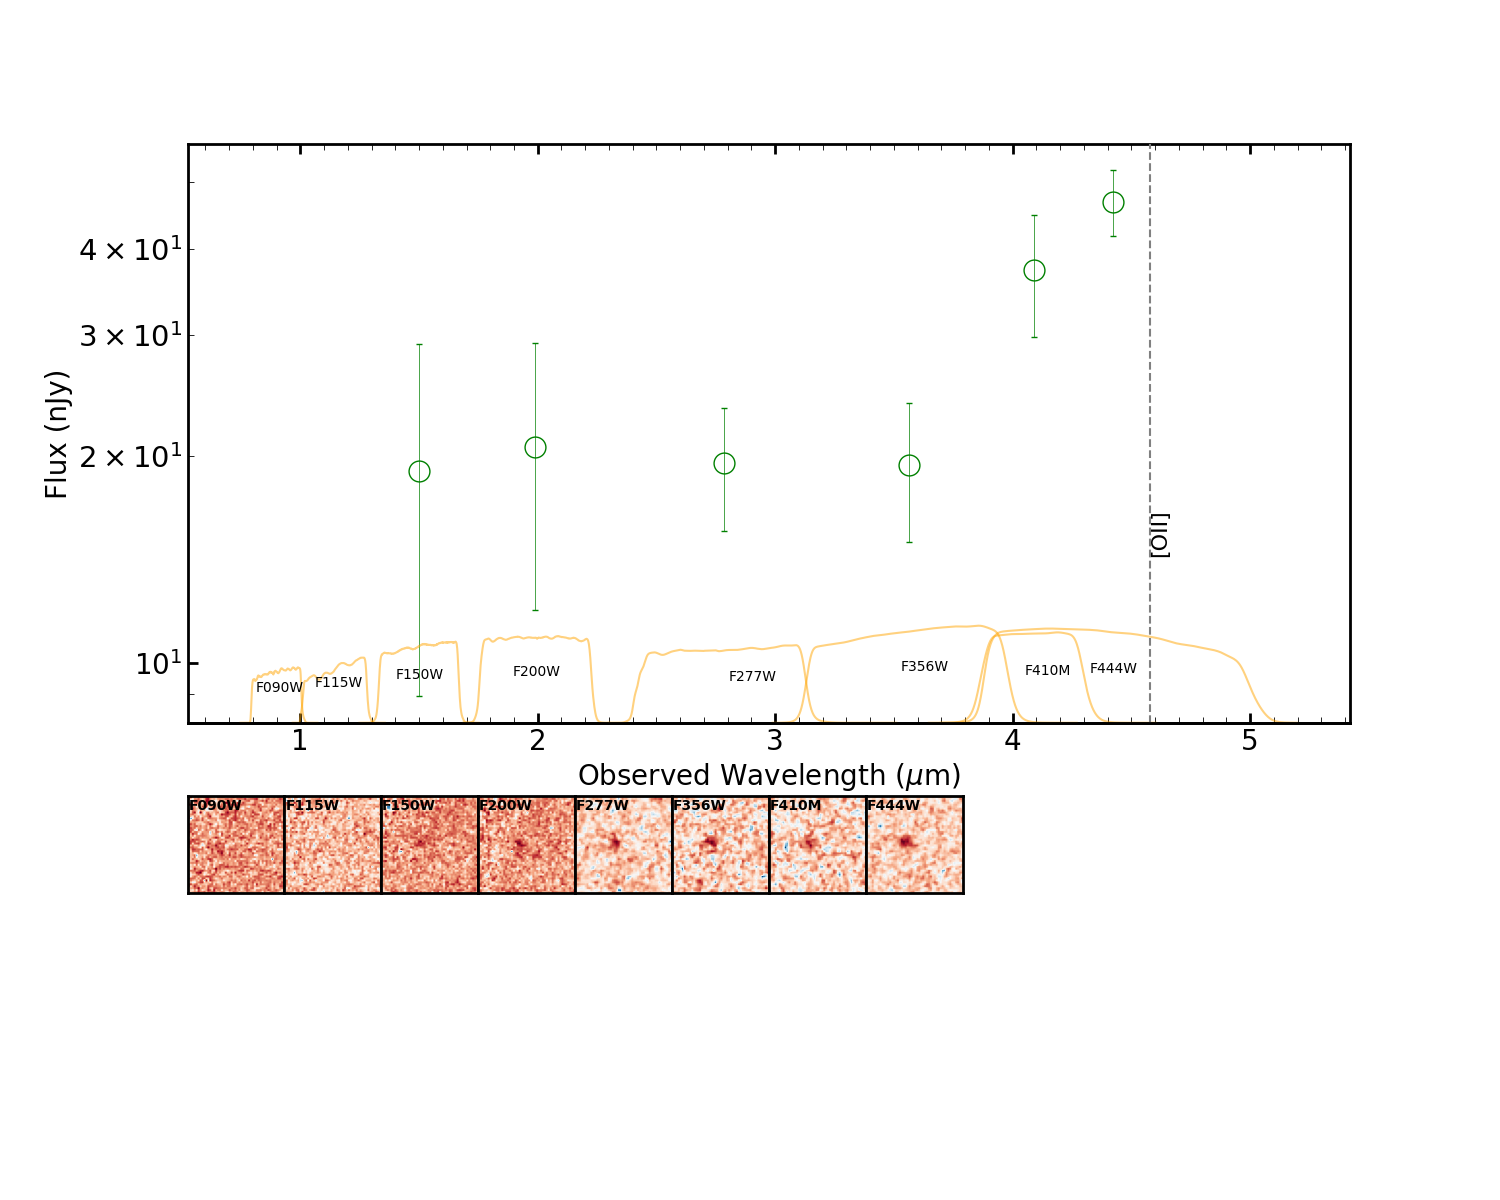 4 × 10¹
3 × 10¹
2 × 10¹
10¹
Flux (nJy)
[OII]
F090W F115W F150W F200W F277W F356W F410M F444W
1 2 3 4 5
Observed Wavelength (μm)
F090W F115W F150W F200W F277W F356W F410M F444W